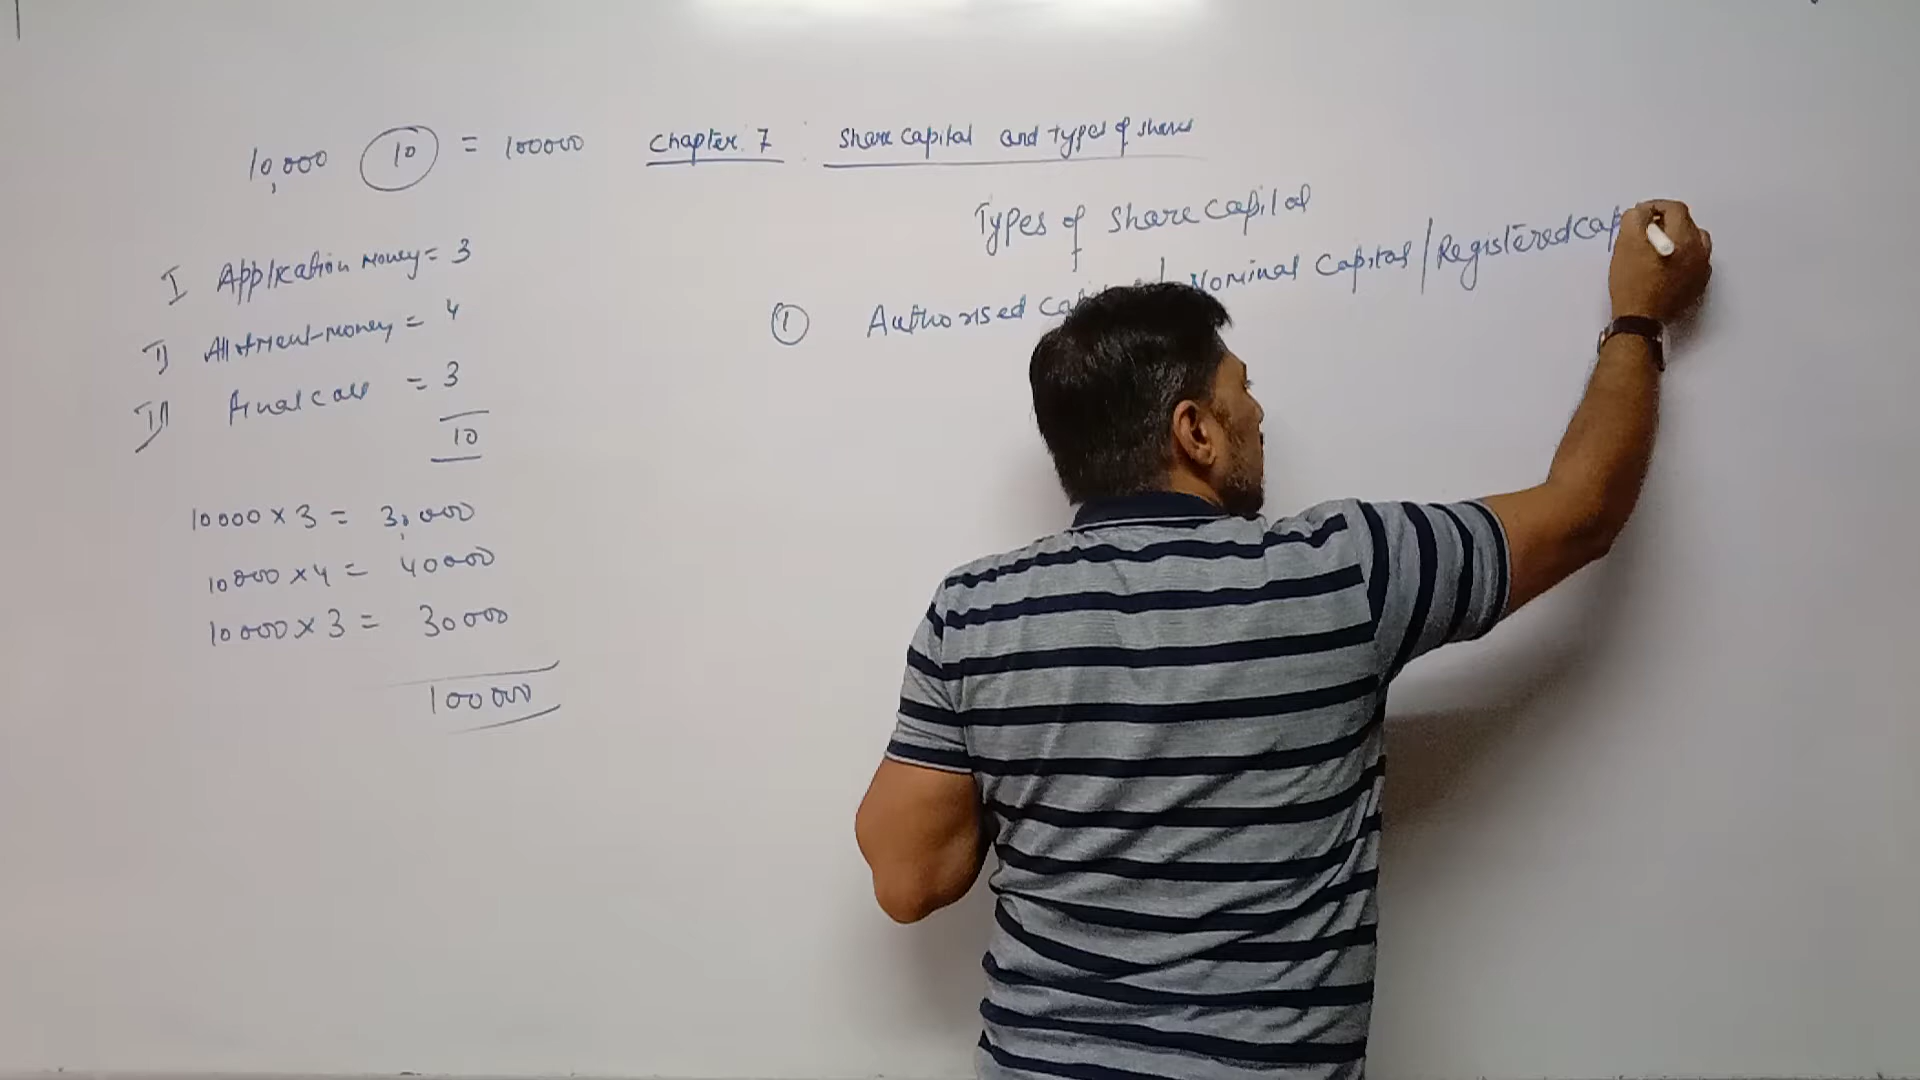 10,000 10 = 100000 Chapter 7 : Share capital and types of shares
Types of share capital
I Application money = 3
II Allotment-money = 4
III Final call = 3
10
10000 × 3 = 30,000
10000 × 4 = 40000
10000 × 3 = 30000
100000
1 Authorised Nominal Capital / Registered